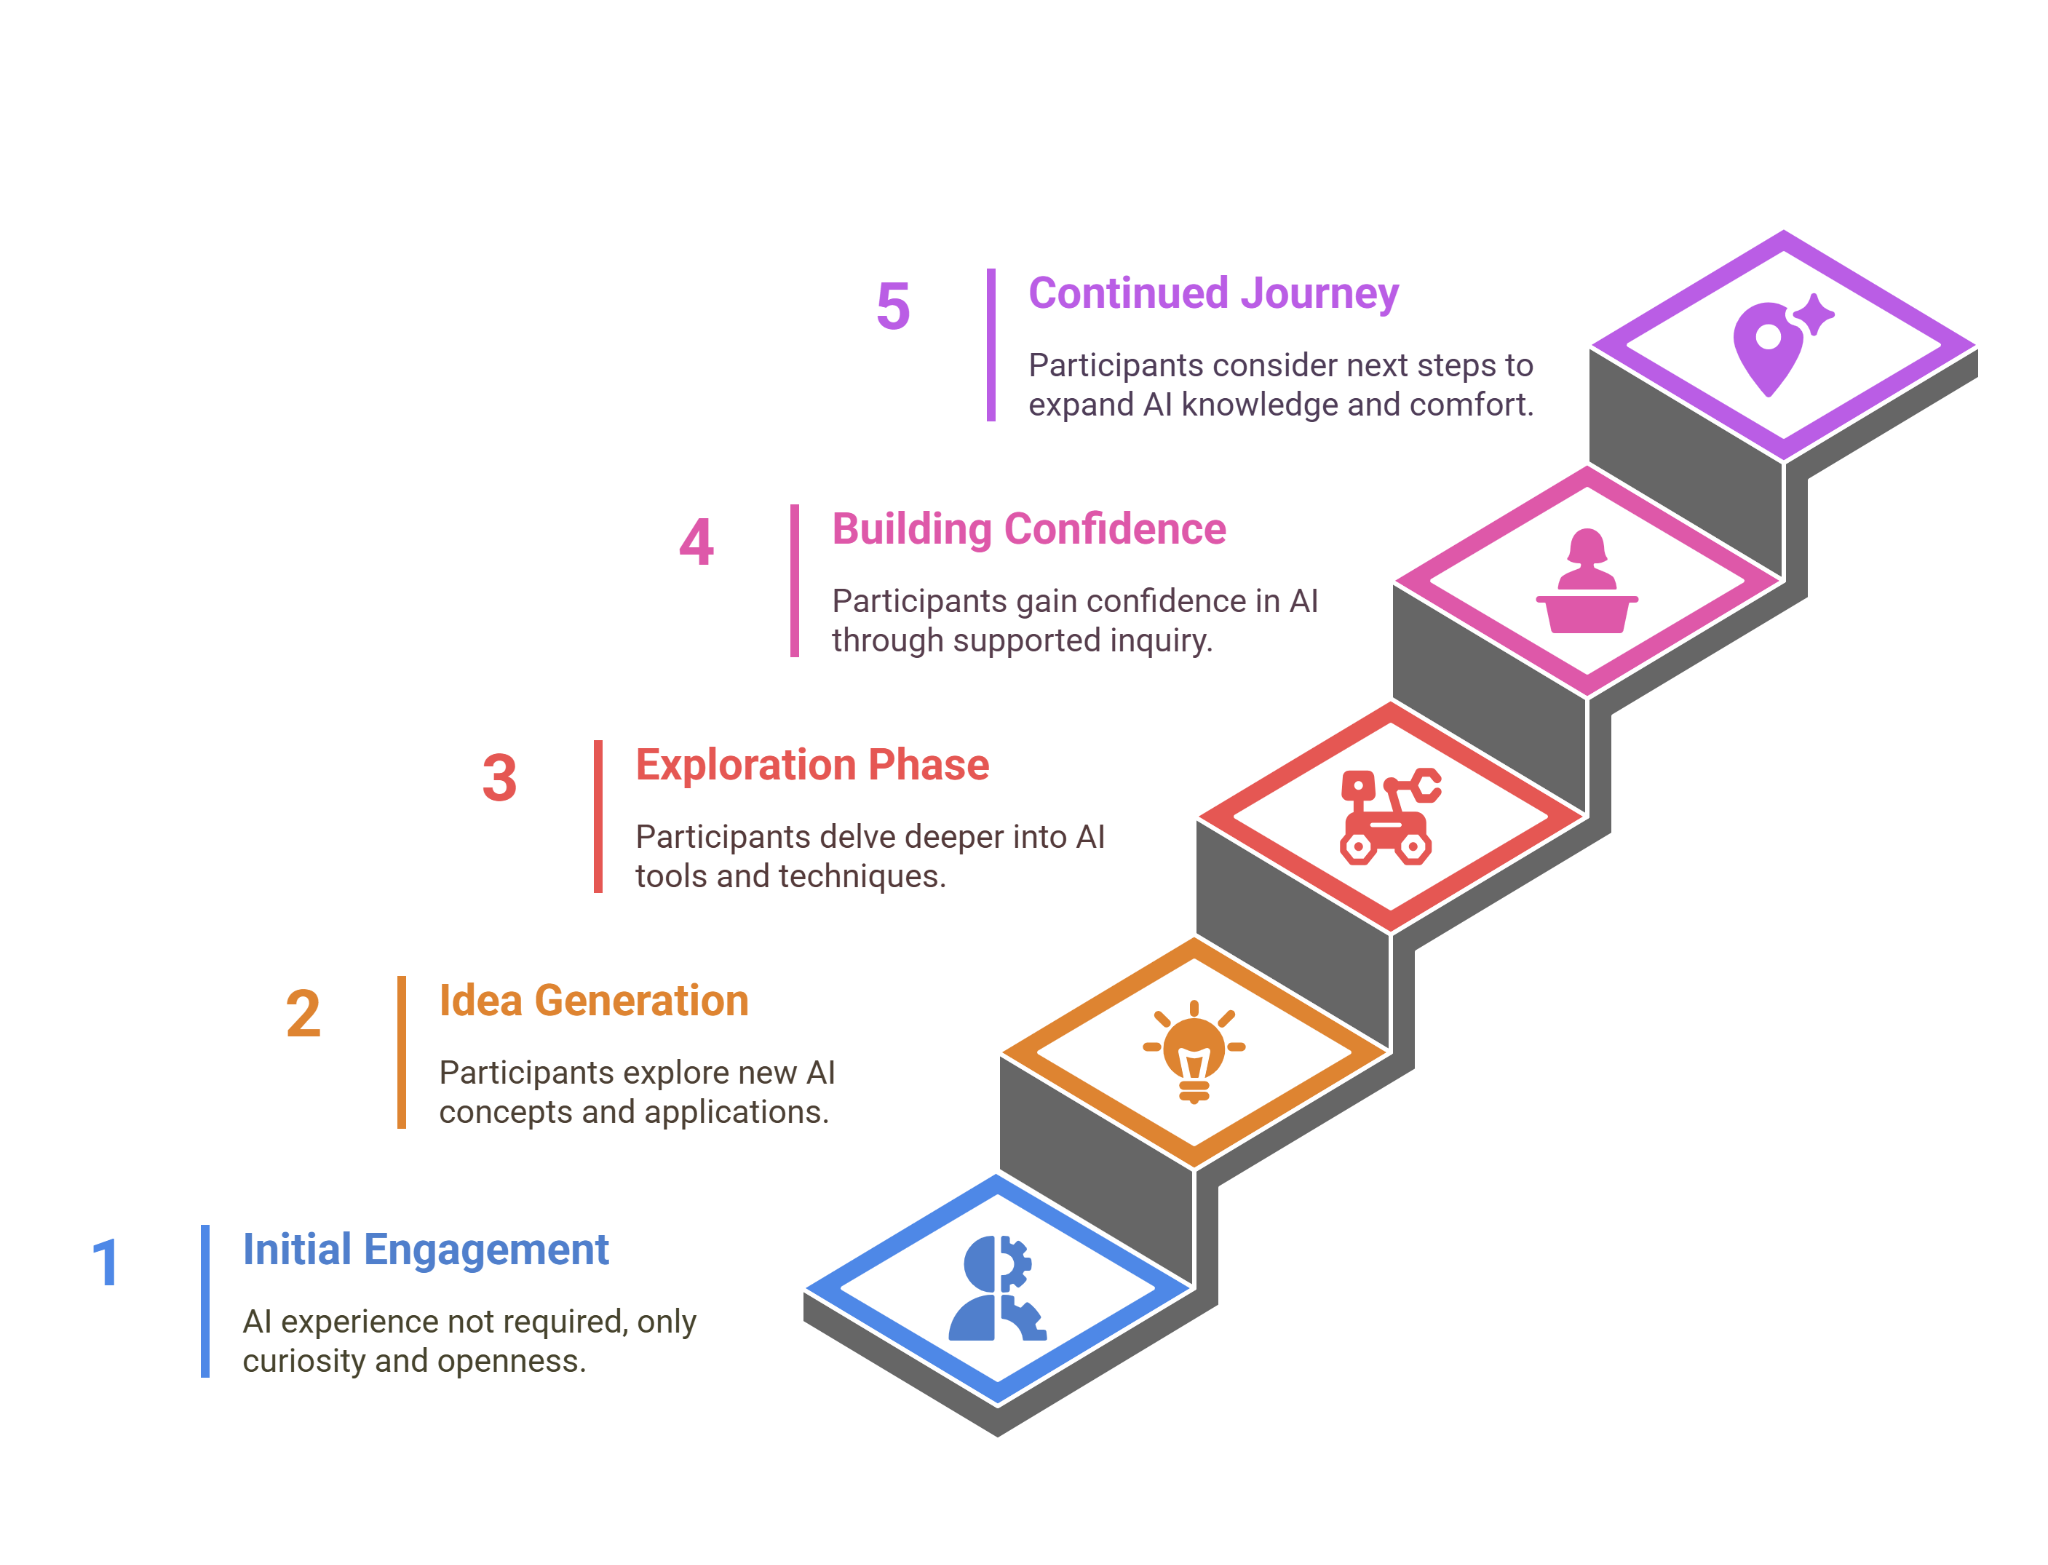 5
Continued Journey
Participants consider next steps to
expand AI knowledge and comfort.
4
Building Confidence
Participants gain confidence in AI
through supported inquiry.
3
Exploration Phase
Participants delve deeper into AI
tools and techniques.
2
Idea Generation
Participants explore new AI
concepts and applications.
1
Initial Engagement
AI experience not required, only
curiosity and openness.